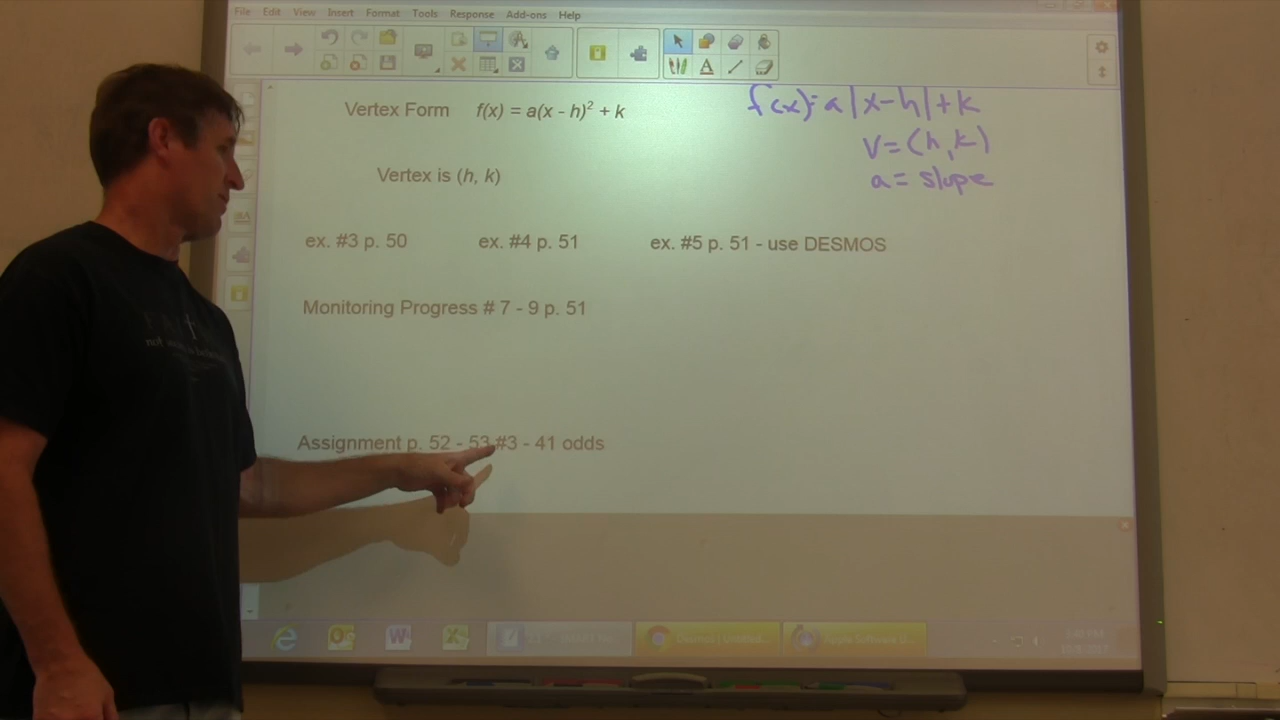 File Edit View Insert Format Tools Response Add-ons Help
Vertex Form f(x) = a(x - h)² + k
f(x) = a|x-h|+k
V=(h,k)
Vertex is (h, k)
a= slope
ex. #3 p. 50 ex. #4 p. 51 ex. #5 p. 51 - use DESMOS
Monitoring Progress # 7 - 9 p. 51
Assignment p. 52 - 53 #3 - 41 odds